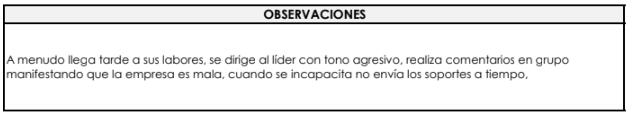 OBSERVACIONES
A menudo llega tarde a sus labores, se dirige al líder con tono agresivo, realiza comentarios en grupo
manifestando que la empresa es mala, cuando se incapacita no envía los soportes a tiempo,